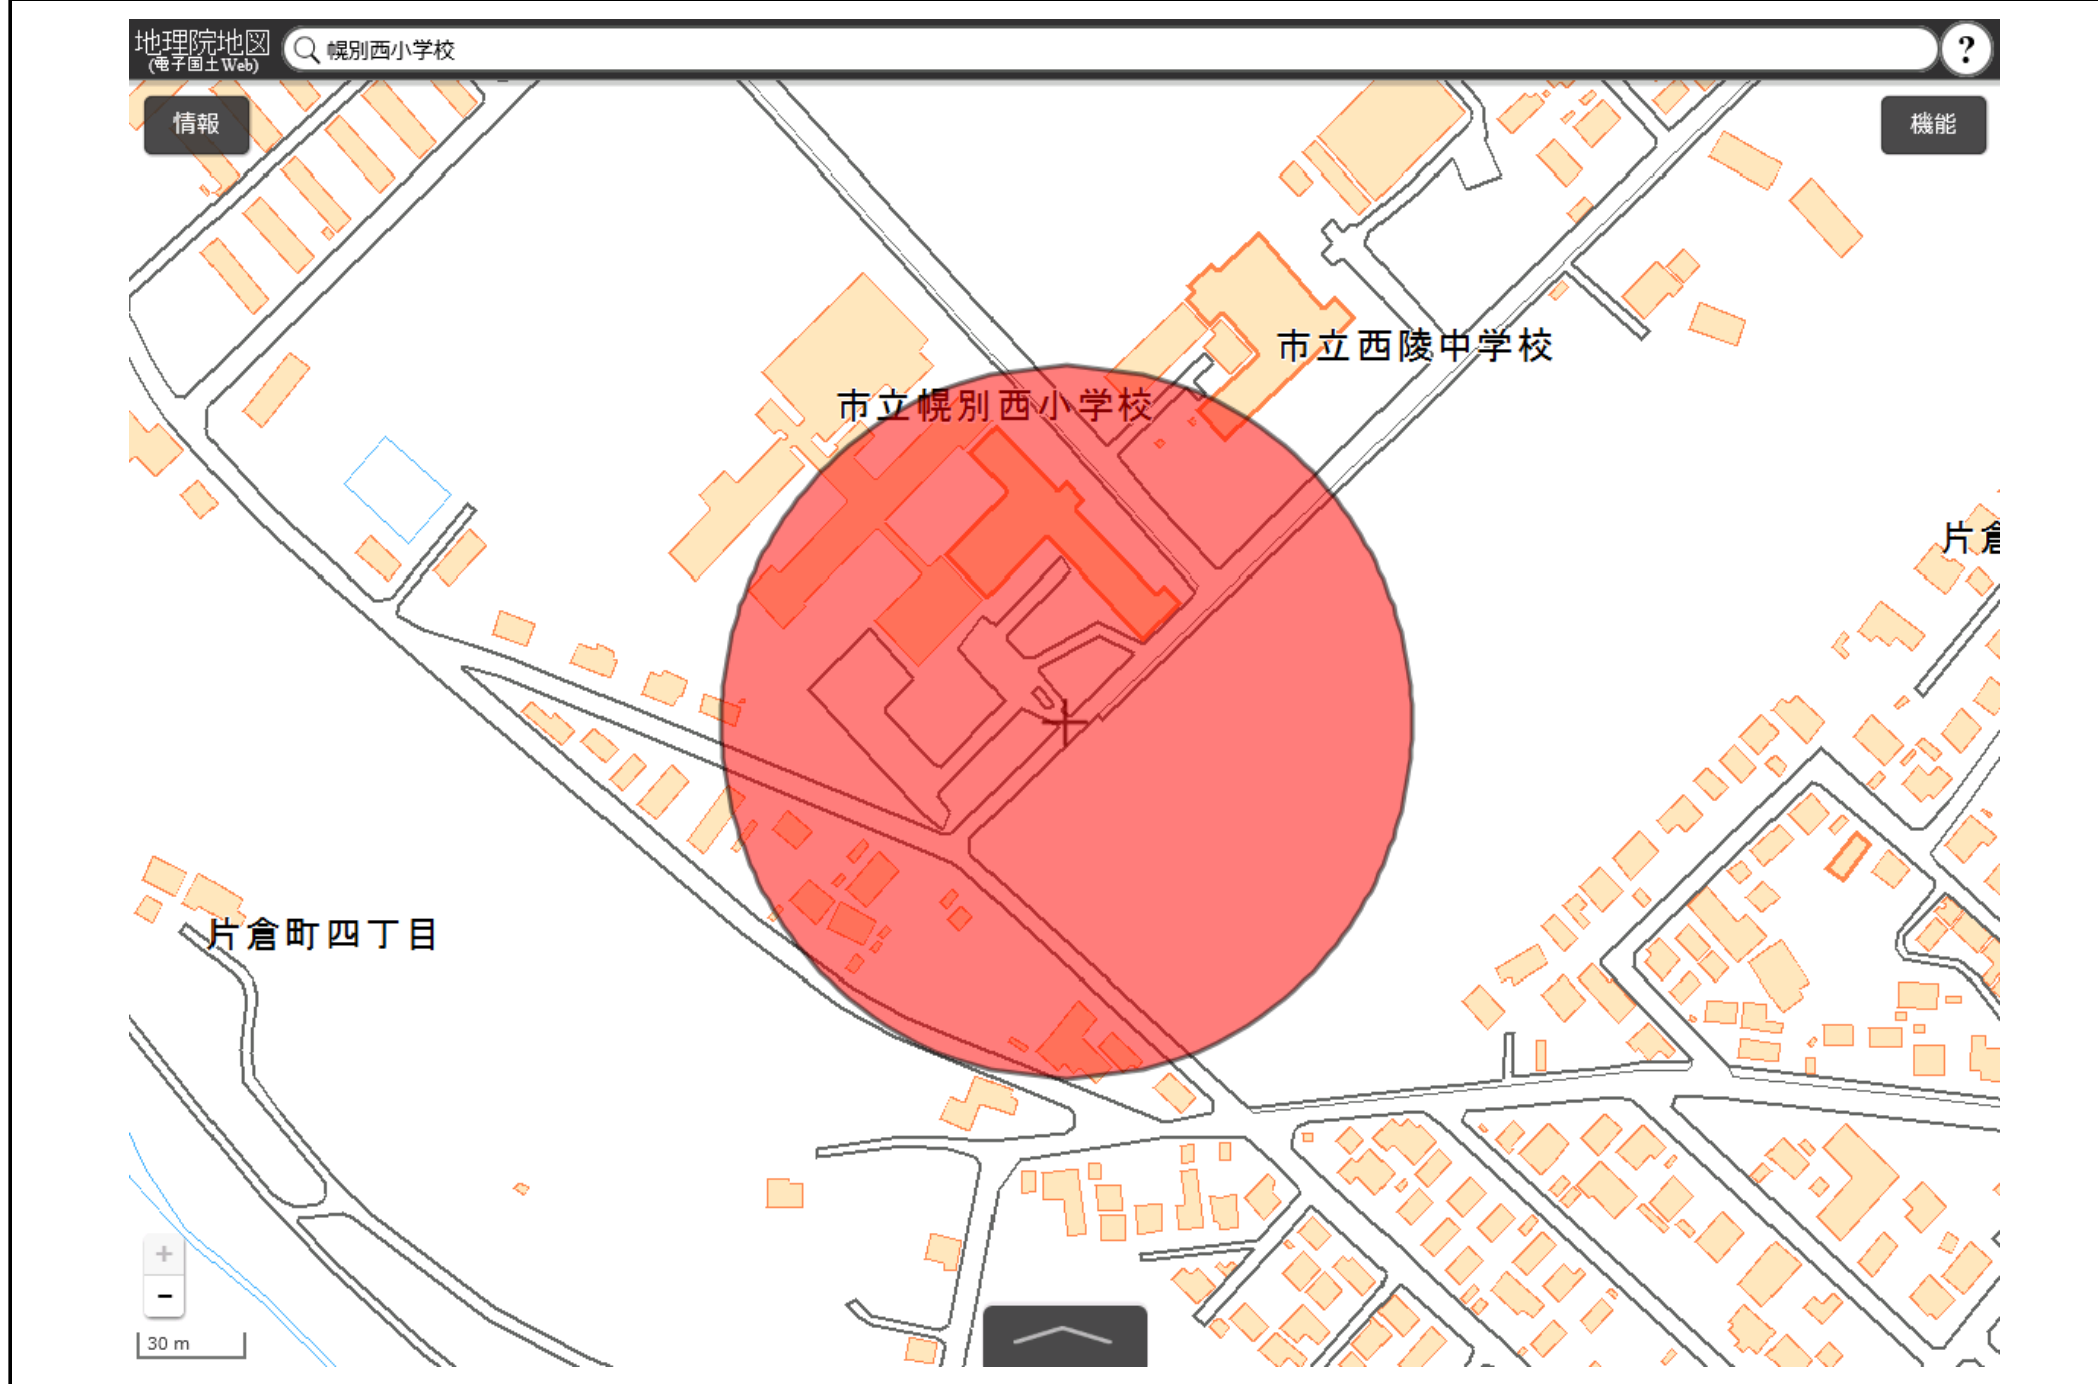 地理院地図
(電子国土Web)
幌別西小学校
?
情報
機能
市立西陵中学校
市立幌別西小学校
片倉
片倉町四丁目
+
-
30 m